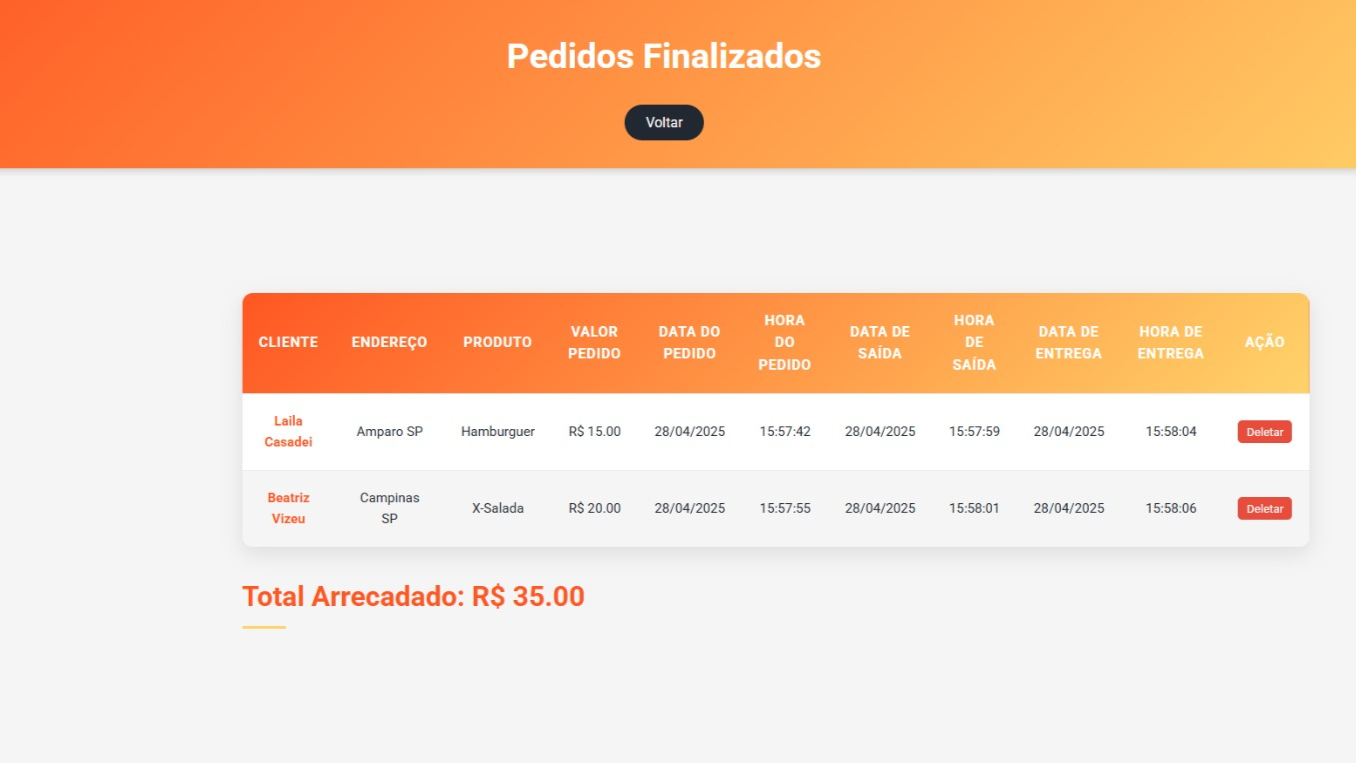 Pedidos Finalizados
Voltar
CLIENTE ENDEREÇO PRODUTO VALOR PEDIDO DATA DO PEDIDO HORA DO PEDIDO DATA DE SAÍDA HORA DE SAÍDA DATA DE ENTREGA HORA DE ENTREGA AÇÃO
Laila Casadei Amparo SP Hamburguer R$ 15.00 28/04/2025 15:57:42 28/04/2025 15:57:59 28/04/2025 15:58:04 Deletar
Beatriz Vizeu Campinas SP X-Salada R$ 20.00 28/04/2025 15:57:55 28/04/2025 15:58:01 28/04/2025 15:58:06 Deletar
Total Arrecadado: R$ 35.00